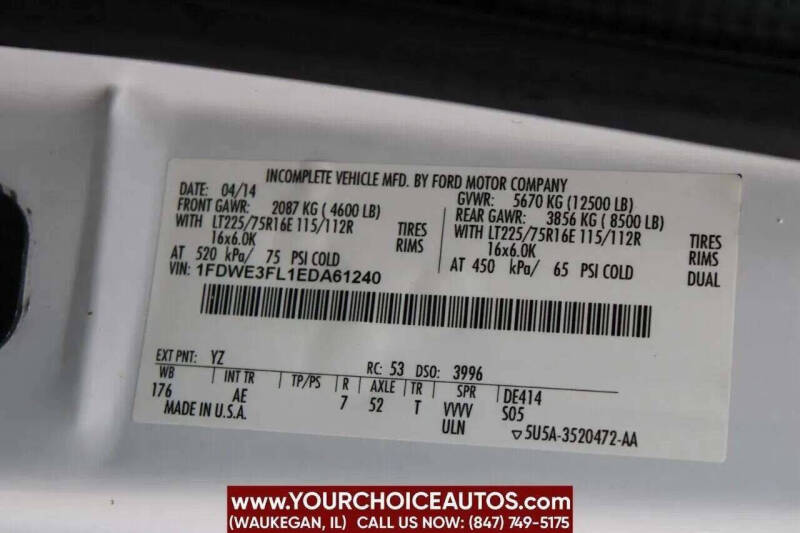 INCOMPLETE VEHICLE MFD. BY FORD MOTOR COMPANY
DATE: 04/14 GVWR: 5670 KG (12500 LB)
FRONT GAWR: 2087 KG ( 4600 LB) REAR GAWR: 3856 KG ( 8500 LB)
WITH LT225/75R16E 115/112R TIRES WITH LT225/75R16E 115/112R TIRES
16x6.0K RIMS 16x6.0K RIMS
AT 520 kPa/ 75 PSI COLD AT 450 kPa/ 65 PSI COLD DUAL
VIN: 1FDWE3FL1EDA61240
EXT PNT: YZ RC: 53 DSO: 3996
WB INT TR TP/PS R AXLE TR SPR DE414
176 AE 7 52 T VVVV S05
MADE IN U.S.A. ULN ▽5U5A-3520472-AA
WWW.YOURCHOICEAUTOS.COM
(WAUKEGAN, IL) CALL US NOW: (847) 749-5175